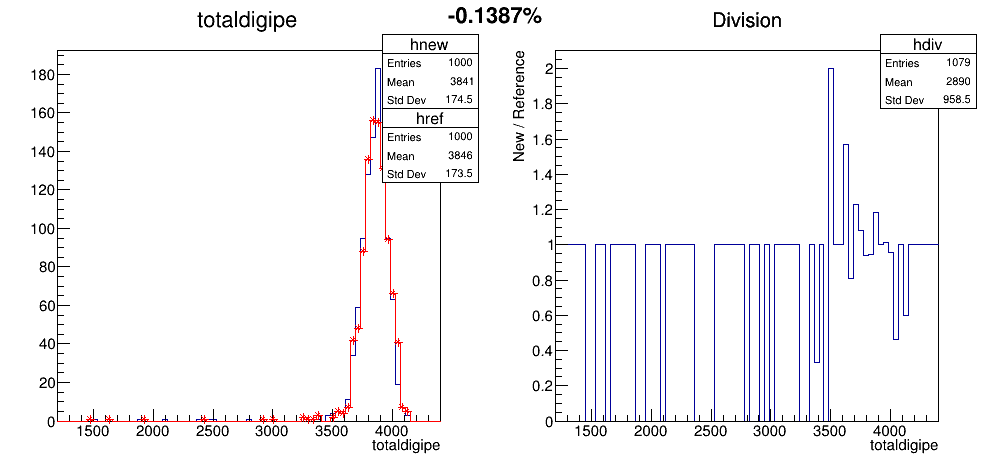 totaldigipe
-0.1387%
Division
hnew
Entries 1000
Mean 3841
Std Dev 174.5
href
Entries 1000
Mean 3846
Std Dev 173.5
180
160
140
120
100
80
60
40
20
0
1500 2000 2500 3000 3500 4000
totaldigipe
hdiv
Entries 1079
Mean 2890
Std Dev 958.5
New / Reference
2
1.8
1.6
1.4
1.2
1
0.8
0.6
0.4
0.2
0
1500 2000 2500 3000 3500 4000
totaldigipe